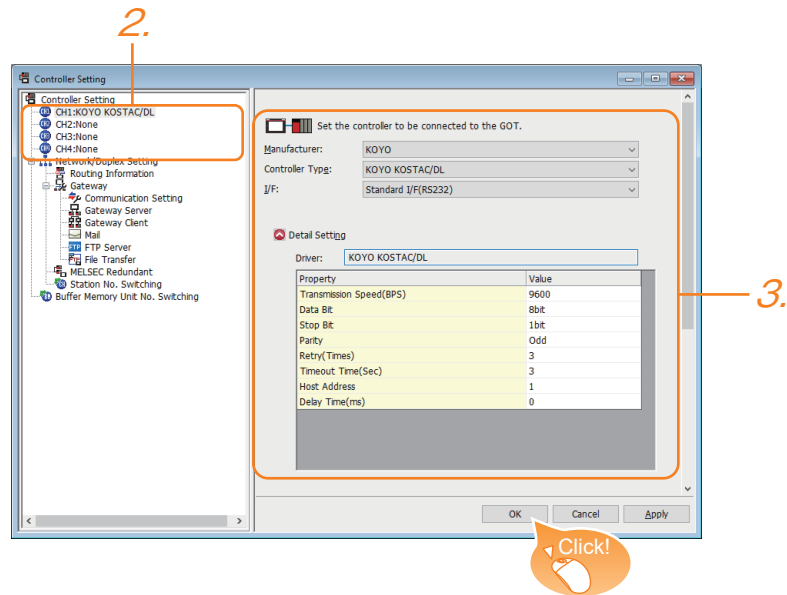 2.
Controller Setting
Controller Setting
CH1:KOYO KOSTAC/DL
CH2:None
CH3:None
CH4:None
Network/Duplex Setting
Routing Information
Gateway
Communication Setting
Gateway Server
Gateway Client
Mail
FTP Server
File Transfer
MELSEC Redundant
Station No. Switching
Buffer Memory Unit No. Switching
Set the controller to be connected to the GOT.
Manufacturer: KOYO
Controller Type: KOYO KOSTAC/DL
I/F: Standard I/F(RS232)
Detail Setting
Driver: KOYO KOSTAC/DL
Property Value
Transmission Speed(BPS) 9600
Data Bit 8bit
Stop Bit 1bit
Parity Odd
Retry(Times) 3
Timeout Time(Sec) 3
Host Address 1
Delay Time(ms) 0
3.
OK Cancel Apply
Click!